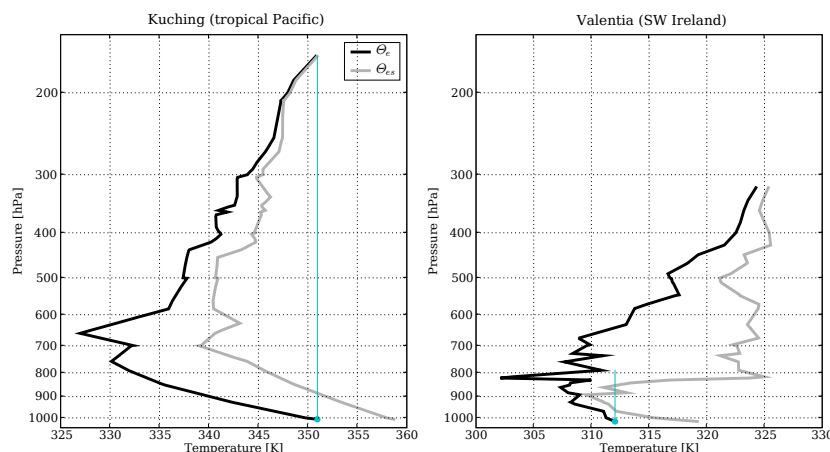 Kuching (tropical Pacific)
Θe
Θes
200
300
400
500
600
700
800
900
1000
Pressure [hPa]
325 330 335 340 345 350 355 360
Temperature [K]
Valentia (SW Ireland)
200
300
400
500
600
700
800
900
1000
Pressure [hPa]
300 305 310 315 320 325 330
Temperature [K]